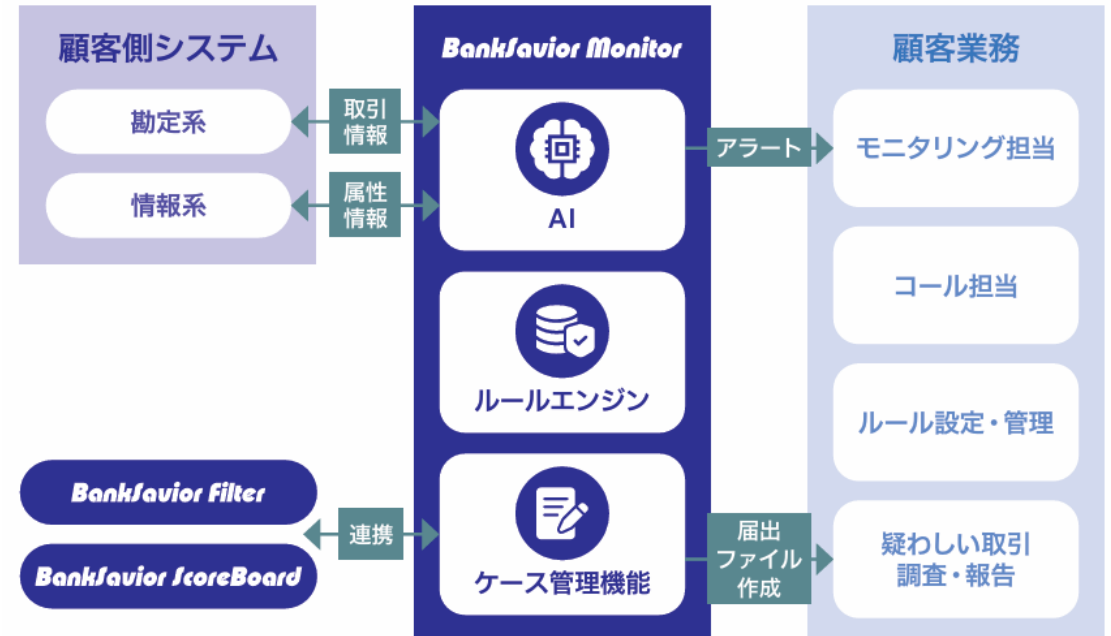 顧客側システム
勘定系
情報系
取引
情報
属性
情報
BankSavior Monitor
AI
ルールエンジン
ケース管理機能
BankSavior Filter
BankSavior ScoreBoard
連携
アラート
届出
ファイル
作成
顧客業務
モニタリング担当
コール担当
ルール設定・管理
疑わしい取引
調査・報告